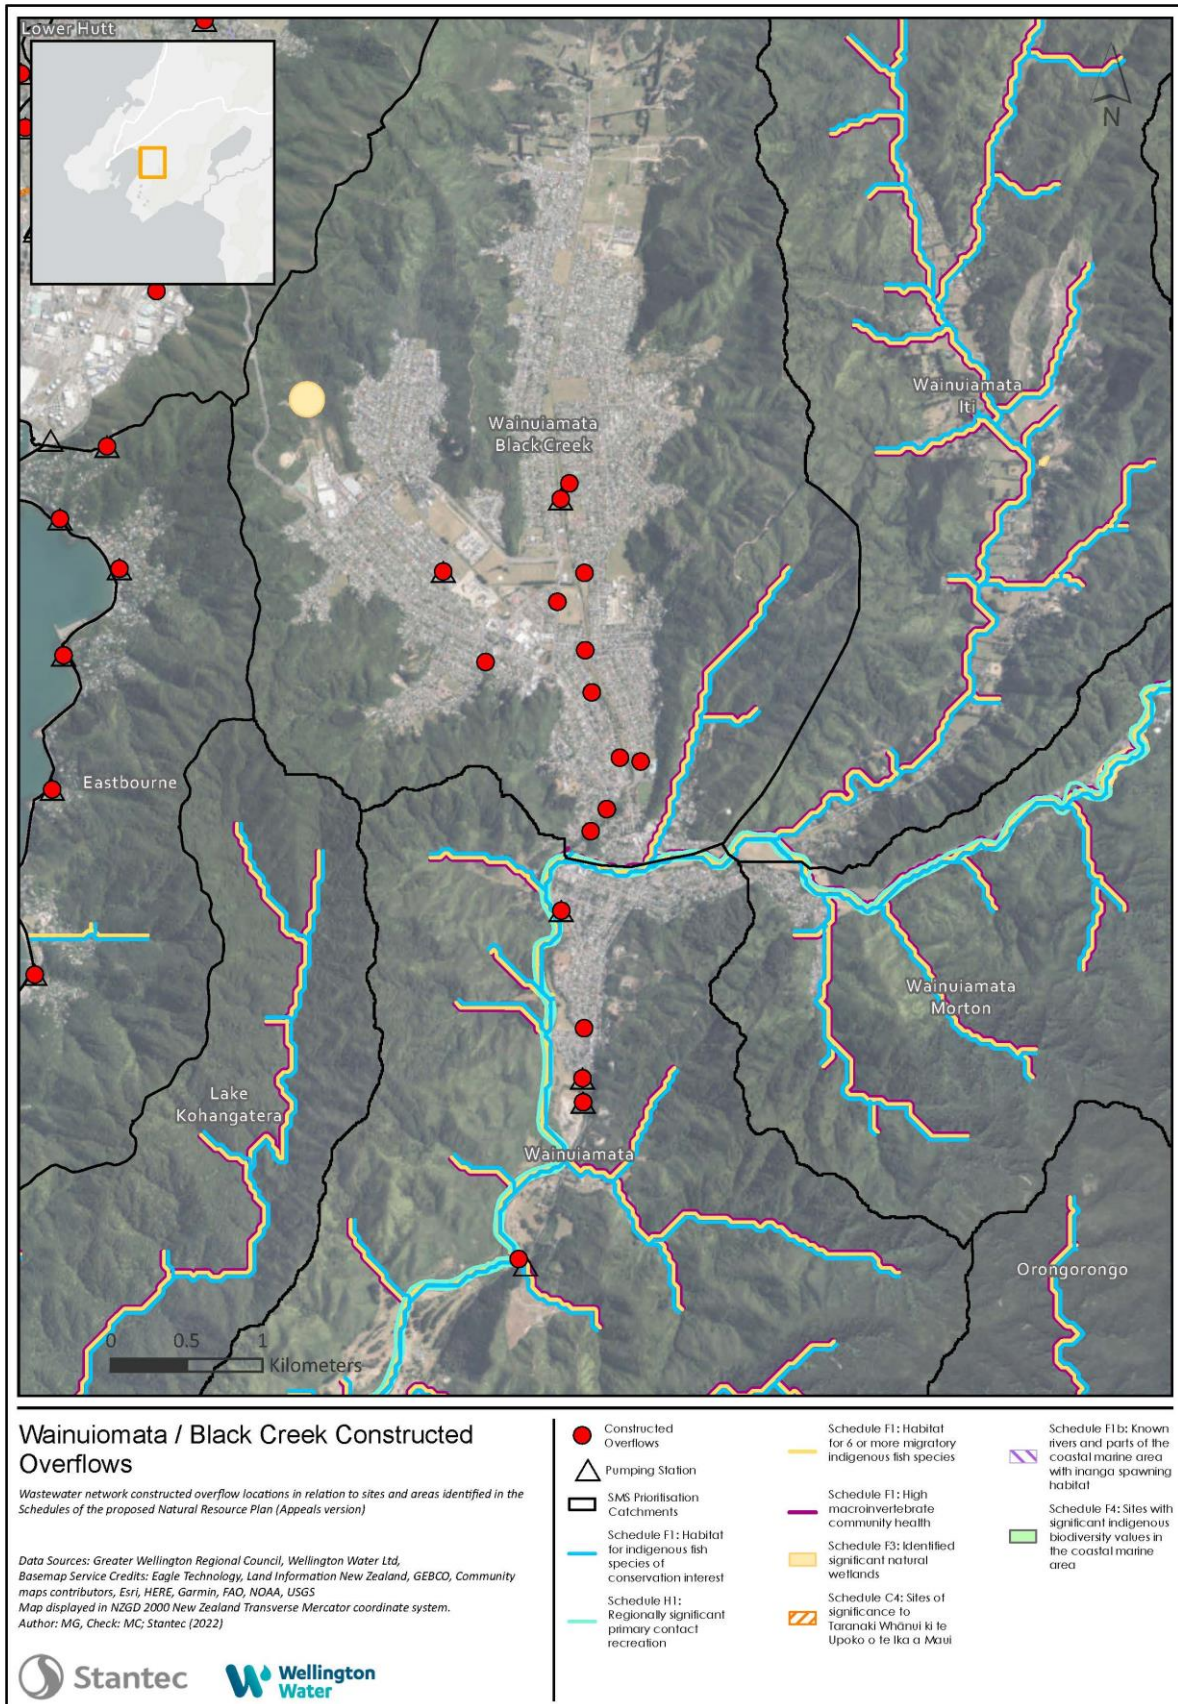 Lower Hutt
N
Wainuiamata
Iti
Wainuiamata
Black Creek
Eastbourne
Wainuiamata
Morton
Lake
Kohangatera
Wainuiamata
Orongorongo
0 0.5 1
Kilometers
Wainuiomata / Black Creek Constructed
Overflows
Wastewater network constructed overflow locations in relation to sites and areas identified in the
Schedules of the proposed Natural Resource Plan (Appeals version)
Data Sources: Greater Wellington Regional Council, Wellington Water Ltd,
Basemap Service Credits: Eagle Technology, Land Information New Zealand, GEBCO, Community
maps contributors, Esri, HERE, Garmin, FAO, NOAA, USGS
Map displayed in NZGD 2000 New Zealand Transverse Mercator coordinate system.
Author: MG, Check: MC; Stantec (2022)
Stantec
Wellington
Water
Constructed
Overflows
Pumping Station
SMS Prioritisation
Catchments
Schedule F1: Habitat
for indigenous fish
species of
conservation interest
Schedule H1:
Regionally significant
primary contact
recreation
Schedule F1: Habitat
for 6 or more migratory
indigenous fish species
Schedule F1: High
macroinvertebrate
community health
Schedule F3: Identified
significant natural
wetlands
Schedule C4: Sites of
significance to
Taranaki Whānui ki te
Upoko o te Ika a Maui
Schedule F1b: Known
rivers and parts of the
coastal marine area
with inanga spawning
habitat
Schedule F4: Sites with
significant indigenous
biodiversity values in
the coastal marine
area